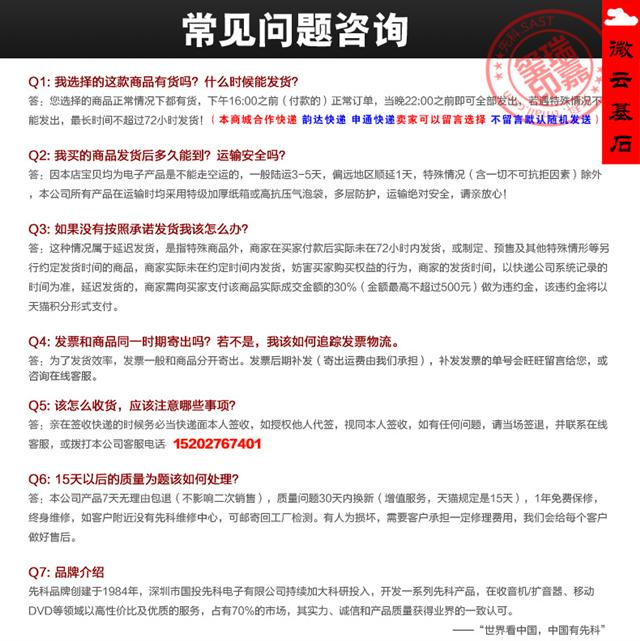 常见问题咨询
微云基石
Q1: 我选择的这款商品有货吗？什么时候能发货？
答：您选择的商品正常情况下都有货，下午16:00之前（付款的）正常订单，当晚22:00之前即可全部发出，若遇特殊情况不
能发出，最长时间不超过72小时发货！（本商城合作快递 韵达快递 申通快递卖家可以留言选择 不留言默认随机发送）
Q2: 我买的商品发货后多久能到？运输安全吗？
答：因本店宝贝均为电子产品是不能走空运的，一般陆运3-5天，偏远地区顺延1天，特殊情况（含一切不可抗拒因素）除外
，本公司所有产品在运输时均采用特级加厚纸箱或高抗压气泡袋，多层防护，运输绝对安全，请亲放心！
Q3: 如果没有按照承诺发货我该怎么办？
答：这种情况属于延迟发货，是指特殊商品外，商家在买家付款后实际未在72小时内发货，或制定、预售及其他特殊情形等另
行约定发货时间的商品，商家实际未在约定时间内发货，妨害买家购买权益的行为，商家的发货时间，以快递公司系统记录的
时间为准，延迟发货的，商家需向买家支付该商品实际成交金额的30%（金额最高不超过500元）做为违约金，该违约金将以
天猫积分形式支付。
Q4: 发票和商品同一时期寄出吗？若不是，我该如何追踪发票物流。
答：为了发货效率，发票一般和商品分开寄出。发票后期补发（寄出运费由我们承担），补发发票的单号会旺旺留言给您，或
咨询在线客服。
Q5: 该怎么收货，应该注意哪些事项？
答：亲在签收快递的时候务必当快递面本人签收，如授权他人代签，视同本人签收，如有任何问题，请当场签退，并联系在线
客服，或拨打本公司客服电话 15202767401
Q6: 15天以后的质量为题该如何处理？
答：本公司产品7天无理由包退（不影响二次销售），质量问题30天内换新（增值服务，天猫规定是15天），1年免费保修，
终身维修，如客户附近没有先科维修中心，可邮寄回工厂检测。有人为损坏，需要客户承担一定修理费用，我们会给每个客户
做好售后。
Q7: 品牌介绍
先科品牌创建于1984年，深圳市国投先科电子有限公司持续加大科研投入，开发一系列先科产品，在收音机/扩音器、移动
DVD等领域以高性价比及优质的服务，占有70%的市场，其实力、诚信和产品质量获得业界的一致认可。
——“世界看中国，中国有先科”